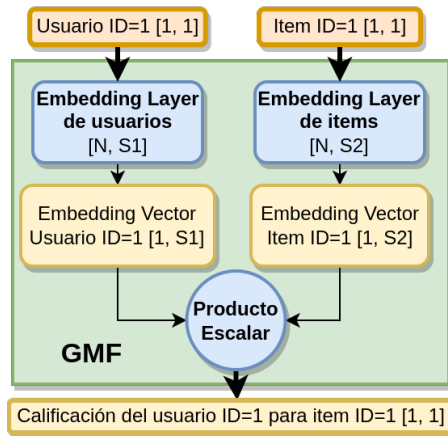 Usuario ID=1 [1, 1]
Item ID=1 [1, 1]
Embedding Layer
de usuarios
[N, S1]
Embedding Layer
de items
[N, S2]
Embedding Vector
Usuario ID=1 [1, S1]
Embedding Vector
Item ID=1 [1, S2]
Producto
Escalar
GMF
Calificación del usuario ID=1 para item ID=1 [1, 1]